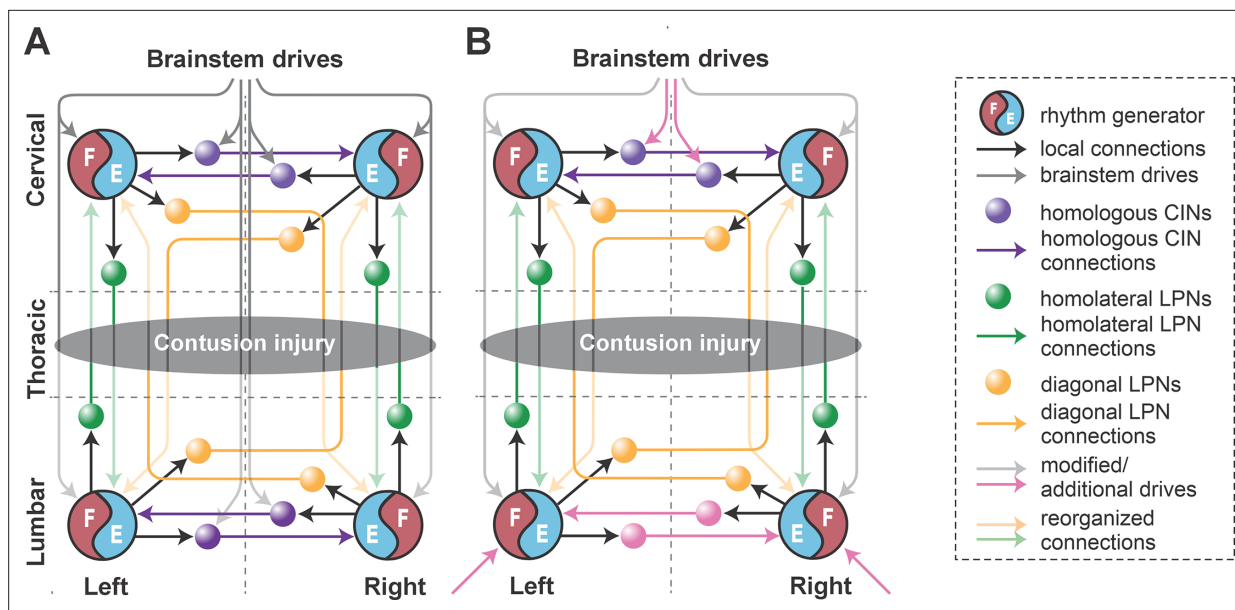 A
Brainstem drives
Cervical
Thoracic
Lumbar
F
E
F
E
Contusion injury
F
E
E
F
Left
Right
B
Brainstem drives
F
E
F
E
Contusion injury
F
E
E
F
Left
Right
F
E
rhythm generator
local connections
brainstem drives
homologous CINs
homologous CIN
connections
homolateral LPNs
homolateral LPN
connections
diagonal LPNs
diagonal LPN
connections
modified/
additional drives
reorganized
connections